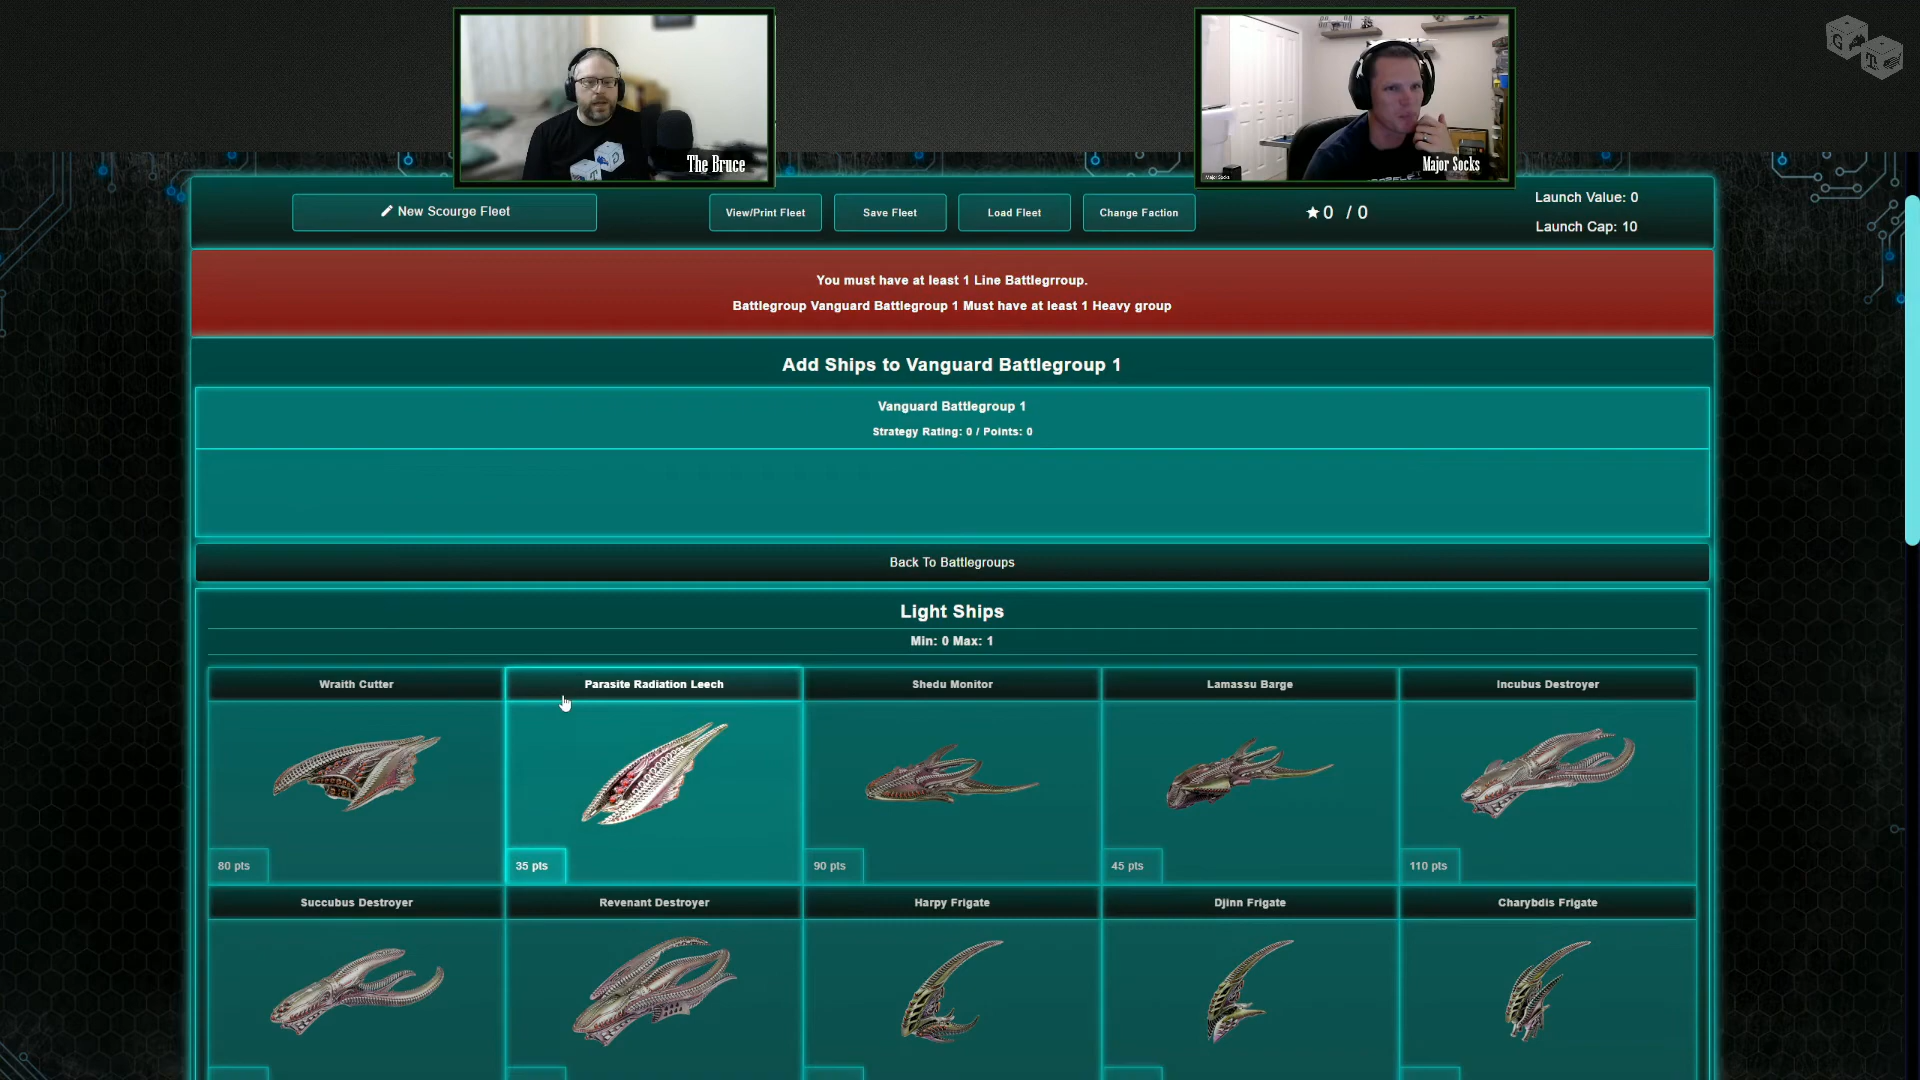 The Bruce
Major Socks
New Scourge Fleet
View/Print Fleet
Save Fleet
Load Fleet
Change Faction
★0 / 0
Launch Value: 0
Launch Cap: 10
You must have at least 1 Line Battlegrroup.
Battlegroup Vanguard Battlegroup 1 Must have at least 1 Heavy group
Add Ships to Vanguard Battlegroup 1
Vanguard Battlegroup 1
Strategy Rating: 0 / Points: 0
Back To Battlegroups
Light Ships
Min: 0 Max: 1
Wraith Cutter
Parasite Radiation Leech
Shedu Monitor
Lamassu Barge
Incubus Destroyer
80 pts
35 pts
90 pts
45 pts
110 pts
Succubus Destroyer
Revenant Destroyer
Harpy Frigate
Djinn Frigate
Charybdis Frigate